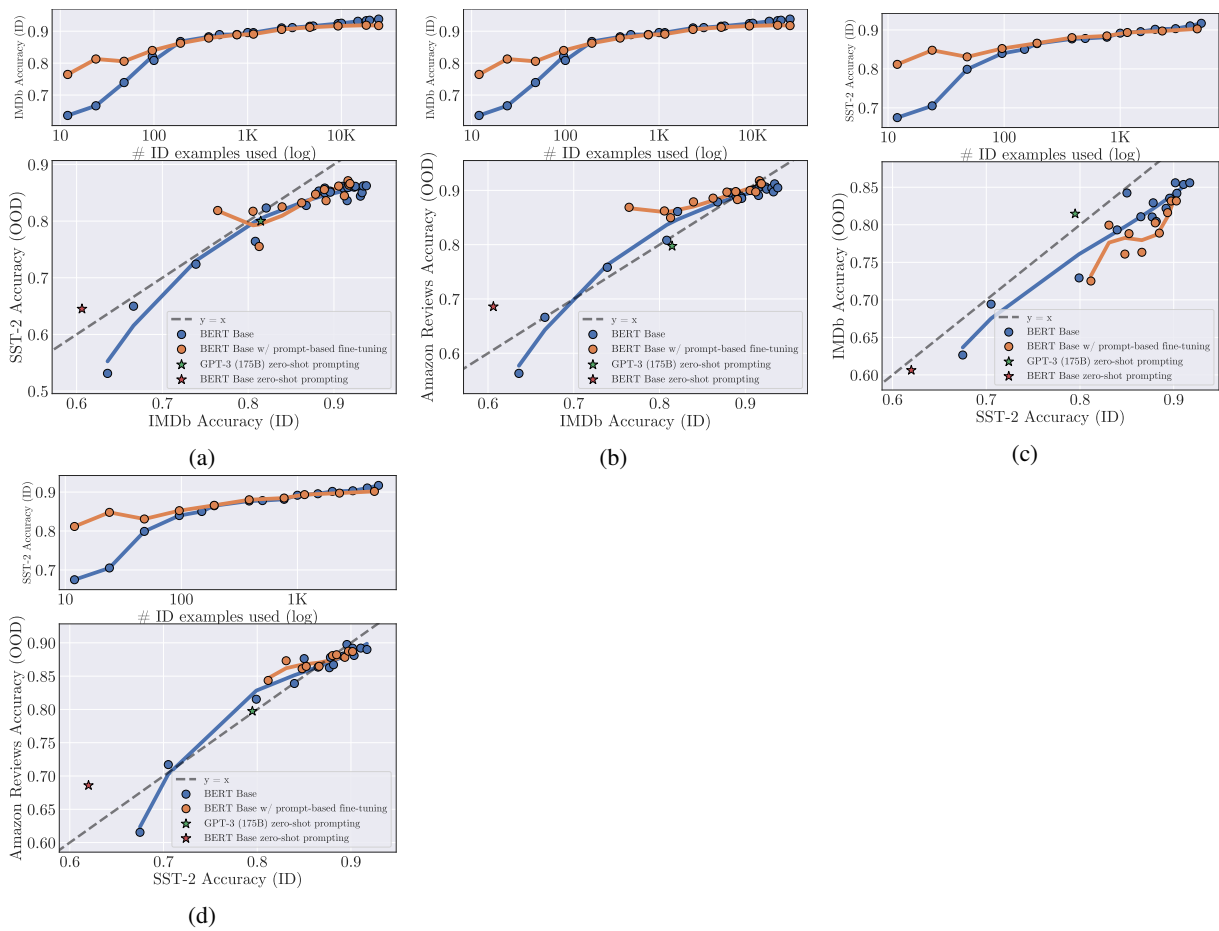 IMDb Accuracy (ID)
0.9
0.8
0.7
10
100
1K
10K
# ID examples used (log
SST-2 Accuracy (OOD)
0.9
0.8
0.7
0.6
0.5
0.6
0.7
0.8
0.9
IMDb Accuracy (ID)
y = x
BERT Base
BERT Base w/ prompt-based fine-tuning
GPT-3 (175B) zero-shot prompting
BERT Base zero-shot prompting
(a)
IMDb Accuracy (ID)
0.9
0.8
0.7
10
100
1K
10K
# ID examples used (log
Amazon Reviews Accuracy (OOD)
0.9
0.8
0.7
0.6
0.6
0.7
0.8
0.9
IMDb Accuracy (ID)
y = x
BERT Base
BERT Base w/ prompt-based fine-tuning
GPT-3 (175B) zero-shot prompting
BERT Base zero-shot prompting
(b)
SST-2 Accuracy (ID)
0.9
0.8
0.7
10
100
1K
# ID examples used (log
IMDb Accuracy (OOD)
0.85
0.80
0.75
0.70
0.65
0.60
0.6
0.7
0.8
0.9
SST-2 Accuracy (ID)
y = x
BERT Base
BERT Base w/ prompt-based fine-tuning
GPT-3 (175B) zero-shot prompting
BERT Base zero-shot prompting
(c)
SST-2 Accuracy (ID)
0.9
0.8
0.7
10
100
1K
# ID examples used (log
Amazon Reviews Accuracy (OOD)
0.90
0.85
0.80
0.75
0.70
0.65
0.60
0.6
0.7
0.8
0.9
SST-2 Accuracy (ID)
y = x
BERT Base
BERT Base w/ prompt-based fine-tuning
GPT-3 (175B) zero-shot prompting
BERT Base zero-shot prompting
(d)